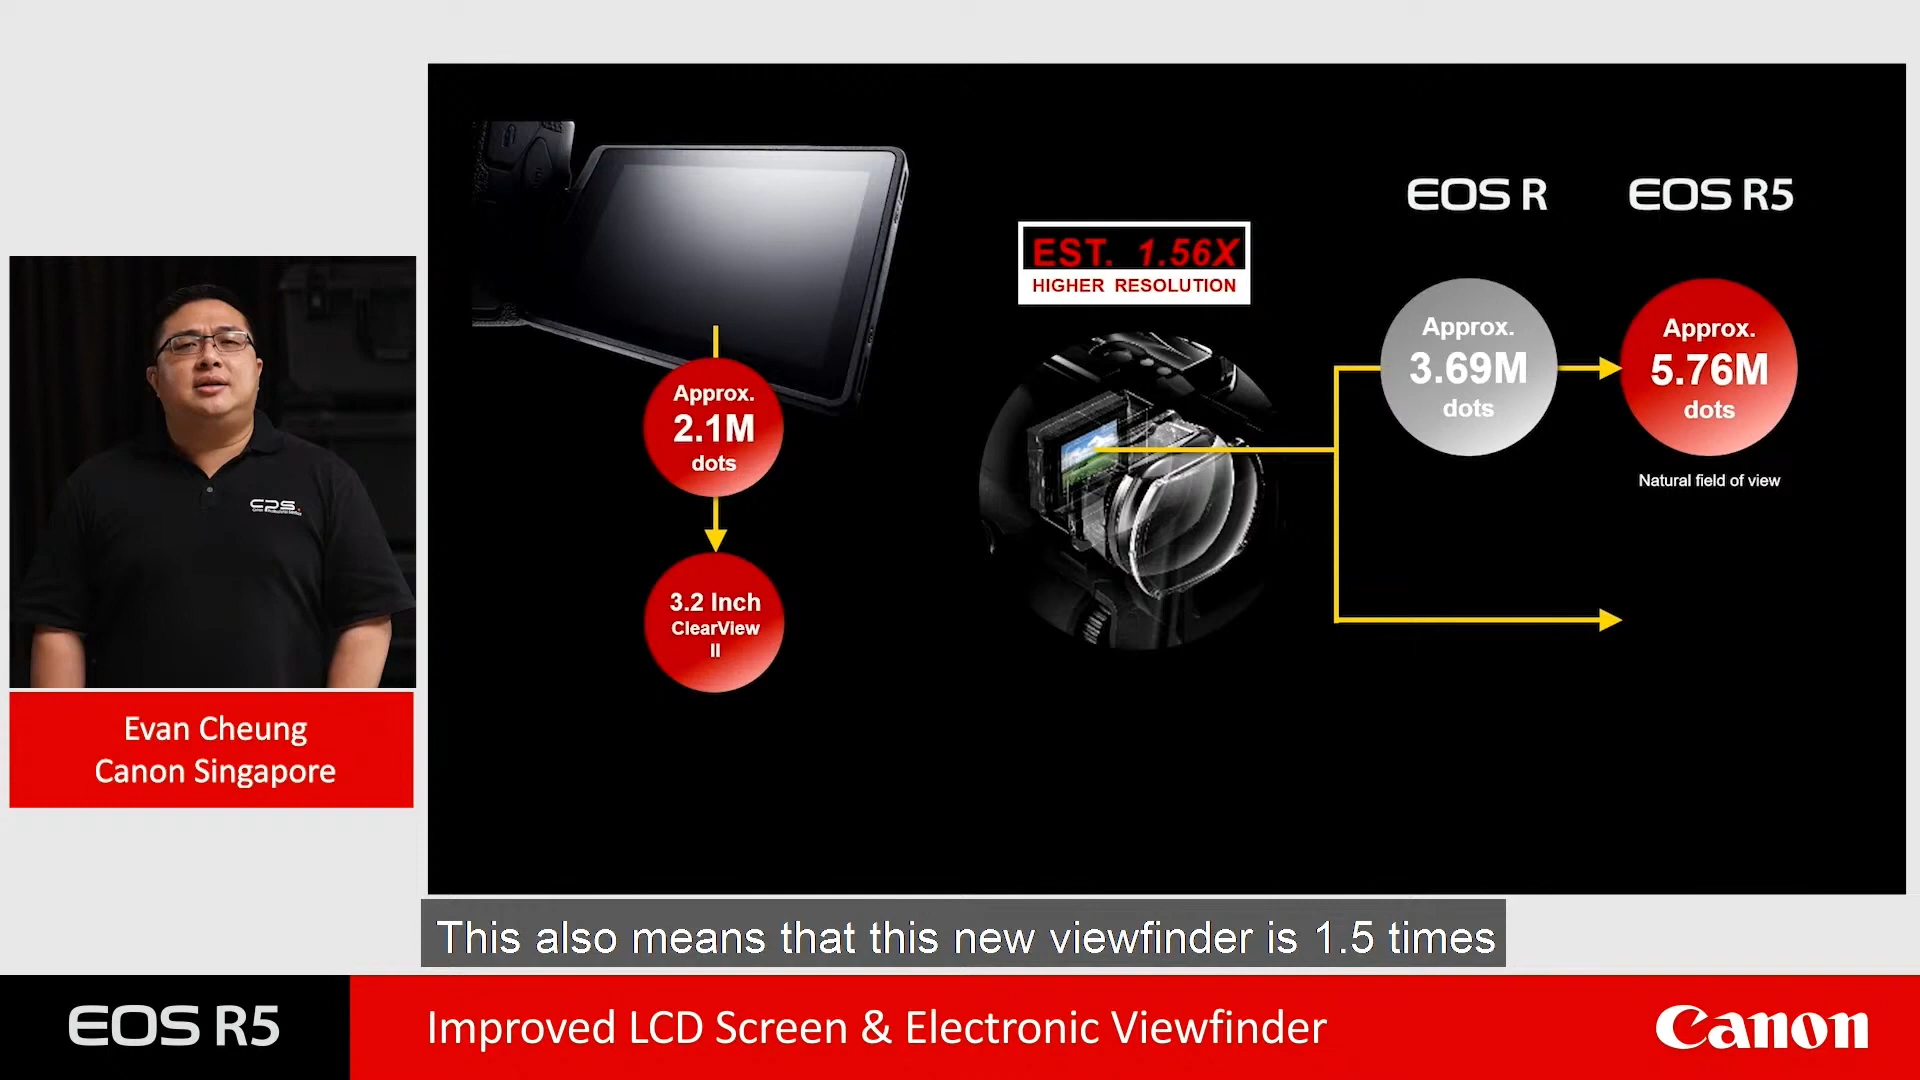 EOS R
EOS R5
EST. 1.56X
HIGHER RESOLUTION
Approx.
3.69M
dots
Approx.
5.76M
dots
Natural field of view
Approx.
2.1M
dots
3.2 Inch
ClearView
II
CPS.
Evan Cheung
Canon Singapore
This also means that this new viewfinder is 1.5 times
EOS R5
Improved LCD Screen & Electronic Viewfinder
Canon